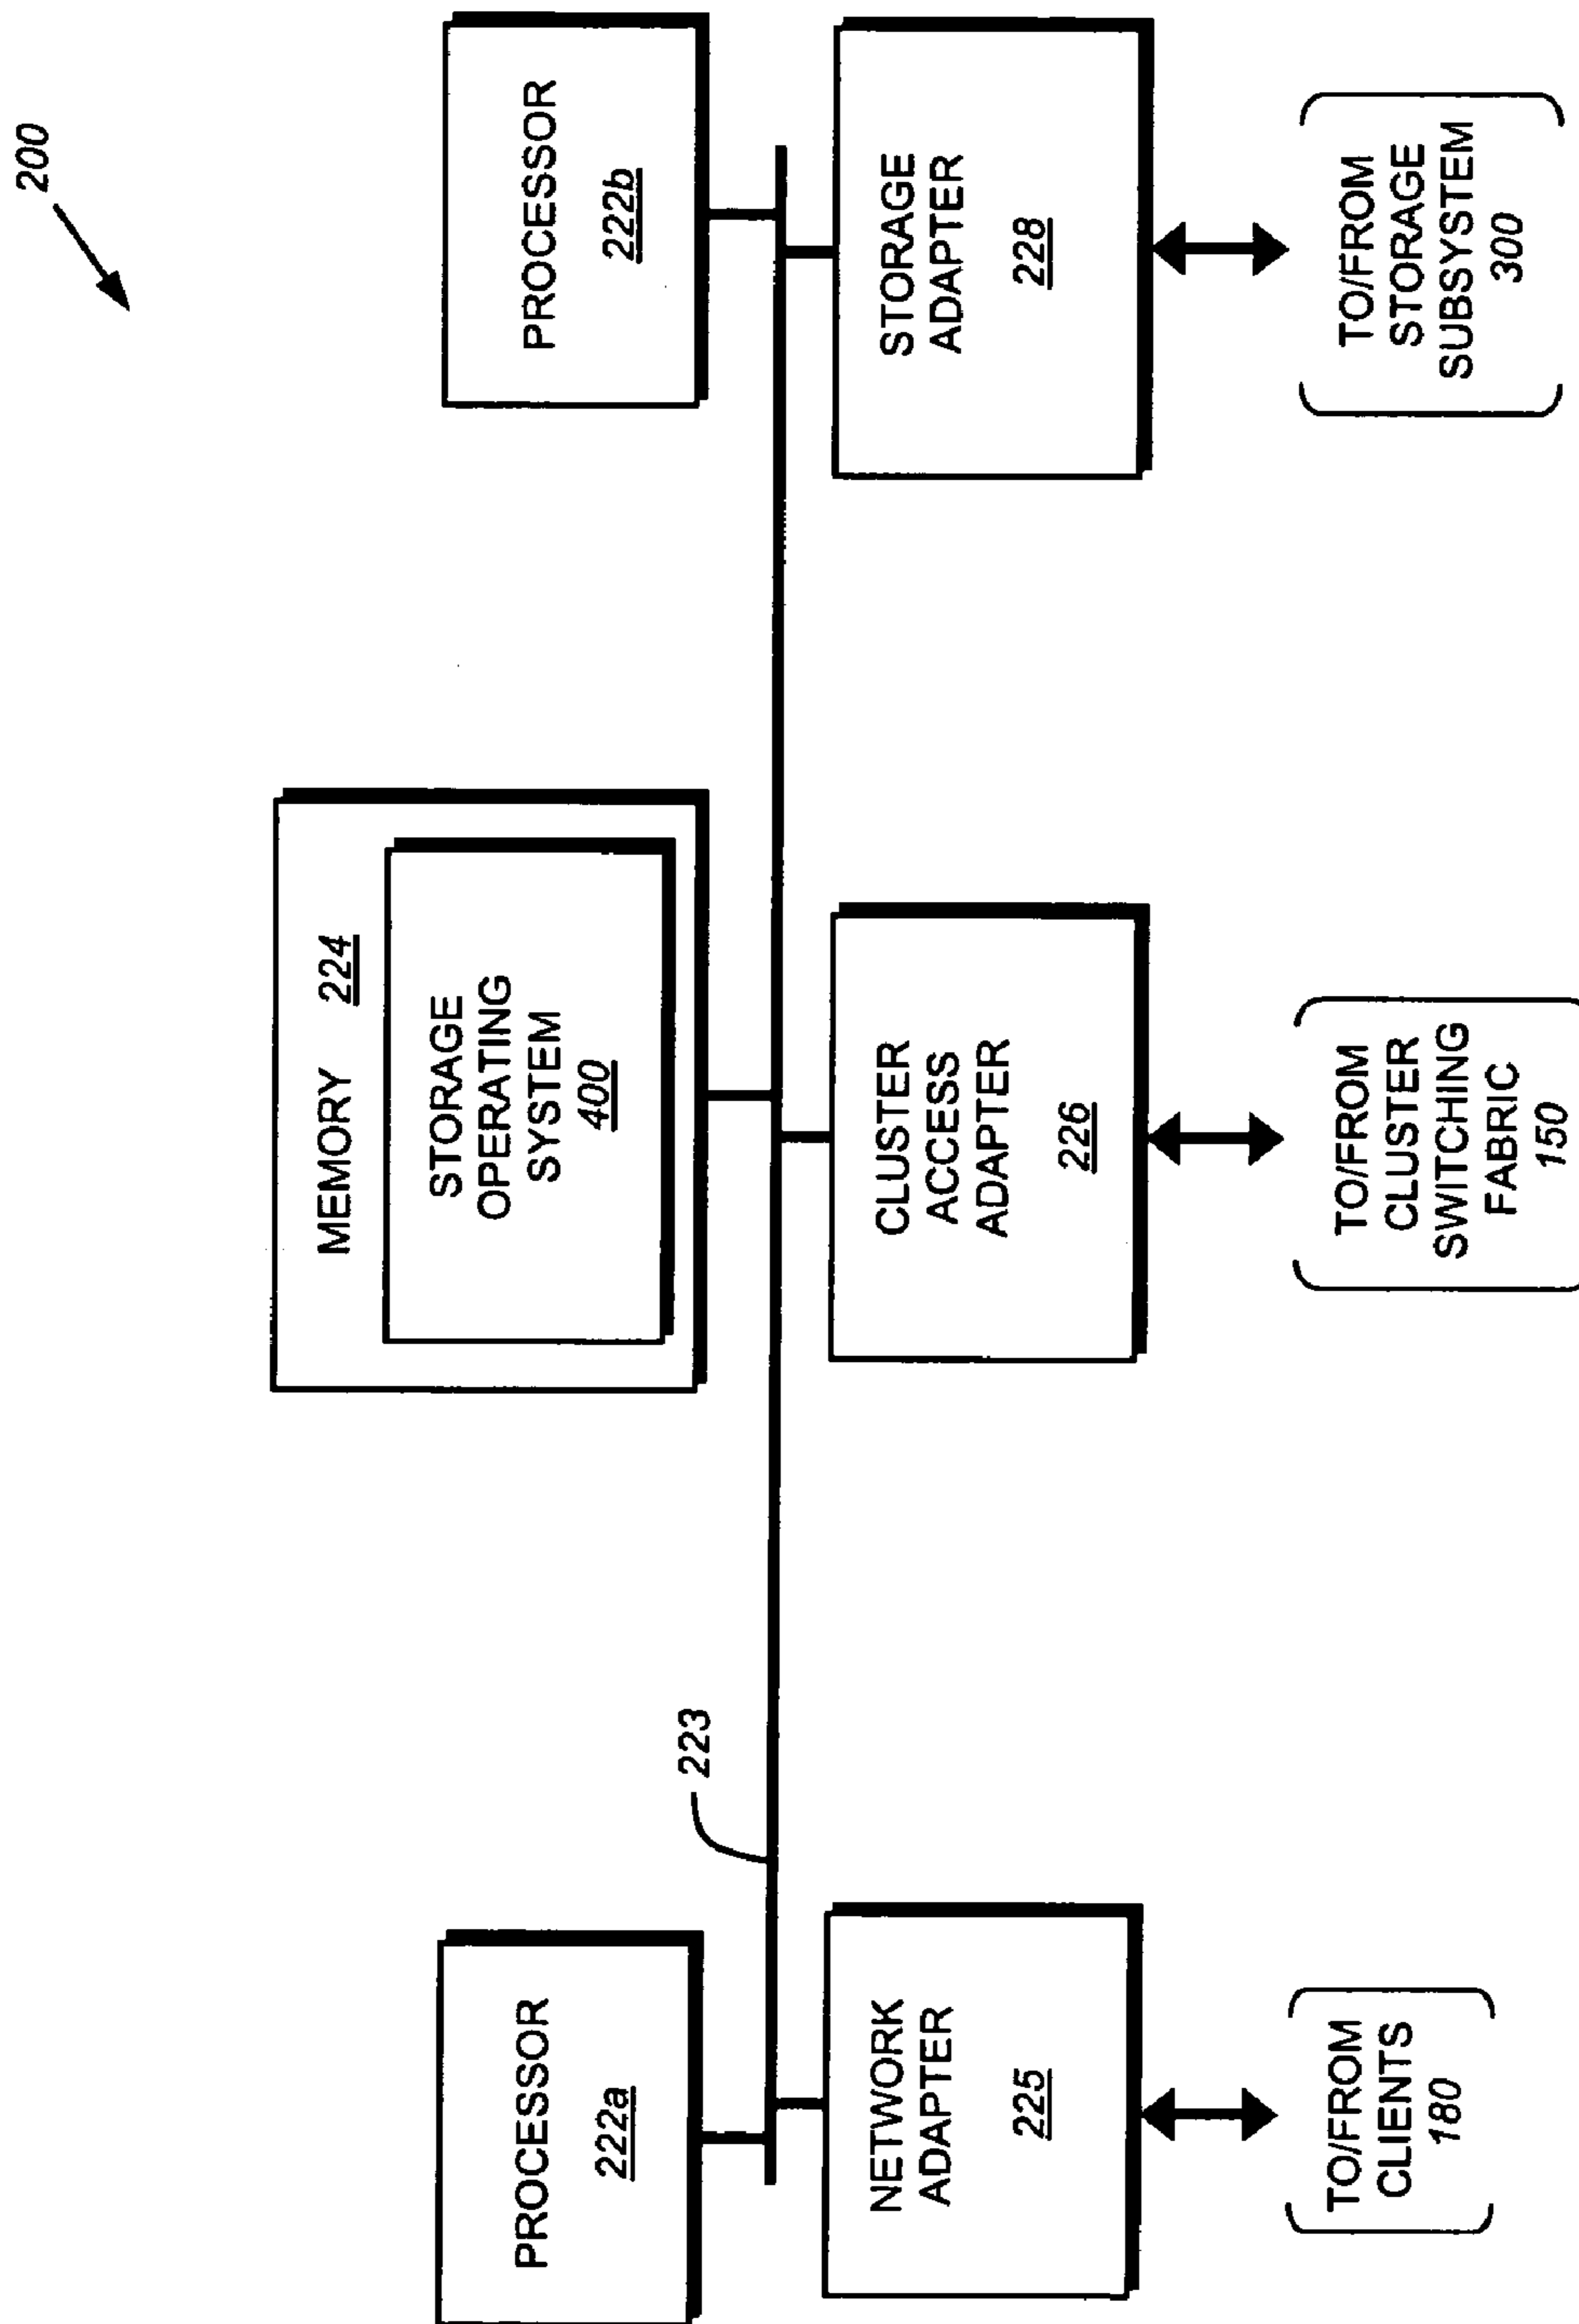 200
PROCESSOR
222a
MEMORY 224
STORAGE
OPERATING
SYSTEM
400
PROCESSOR
222b
223
NETWORK
ADAPTER
225
CLUSTER
ACCESS
ADAPTER
226
STORAGE
ADAPTER
228
TO/FROM
CLIENTS
180
TO/FROM
CLUSTER
SWITCHING
FABRIC
150
TO/FROM
STORAGE
SUBSYSTEM
300